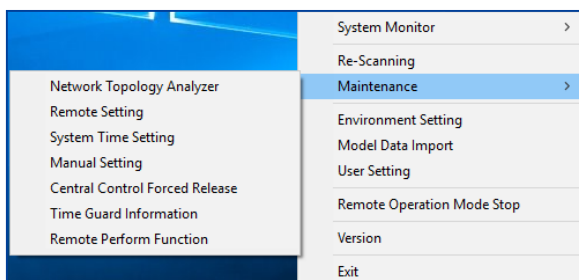 System Monitor
Re-Scanning
Maintenance
Network Topology Analyzer
Remote Setting
System Time Setting
Manual Setting
Central Control Forced Release
Time Guard Information
Remote Perform Function
Environment Setting
Model Data Import
User Setting
Remote Operation Mode Stop
Version
Exit